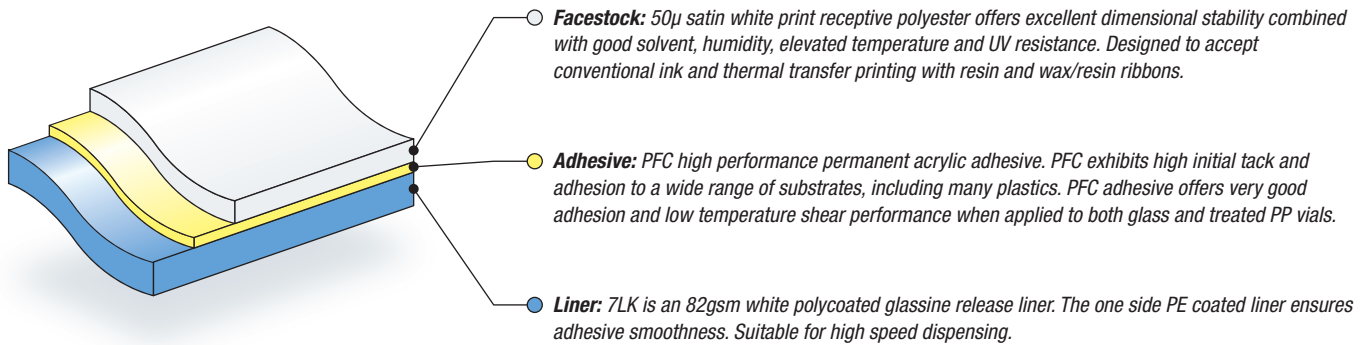 Facestock: 50µ satin white print receptive polyester offers excellent dimensional stability combined
with good solvent, humidity, elevated temperature and UV resistance. Designed to accept
conventional ink and thermal transfer printing with resin and wax/resin ribbons.
Adhesive: PFC high performance permanent acrylic adhesive. PFC exhibits high initial tack and
adhesion to a wide range of substrates, including many plastics. PFC adhesive offers very good
adhesion and low temperature shear performance when applied to both glass and treated PP vials.
Liner: 7LK is an 82gsm white polycoated glassine release liner. The one side PE coated liner ensures
adhesive smoothness. Suitable for high speed dispensing.